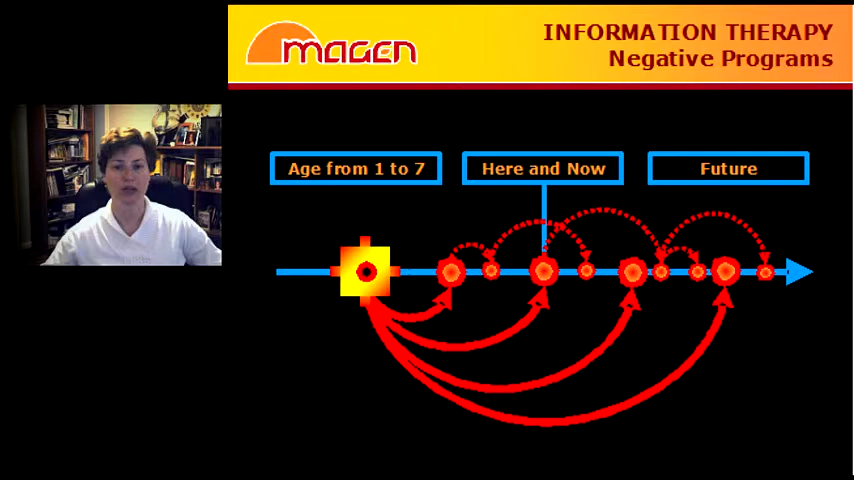 magen
INFORMATION THERAPY
Negative Programs
Age from 1 to 7
Here and Now
Future